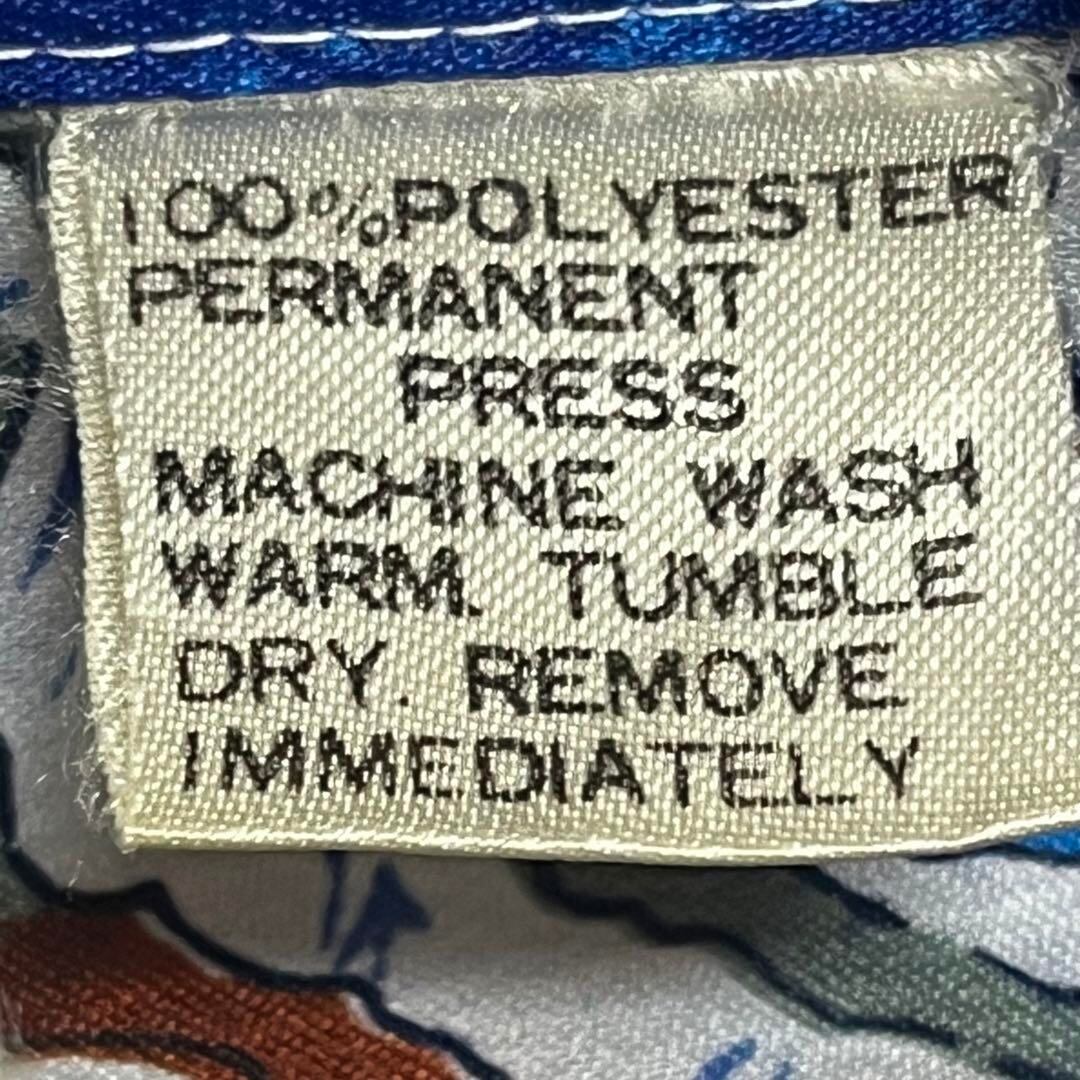 100%POLYESTER
PERMANENT
PRESS
MACHINE WASH
WARM. TUMBLE
DRY. REMOVE
IMMEDIATELY